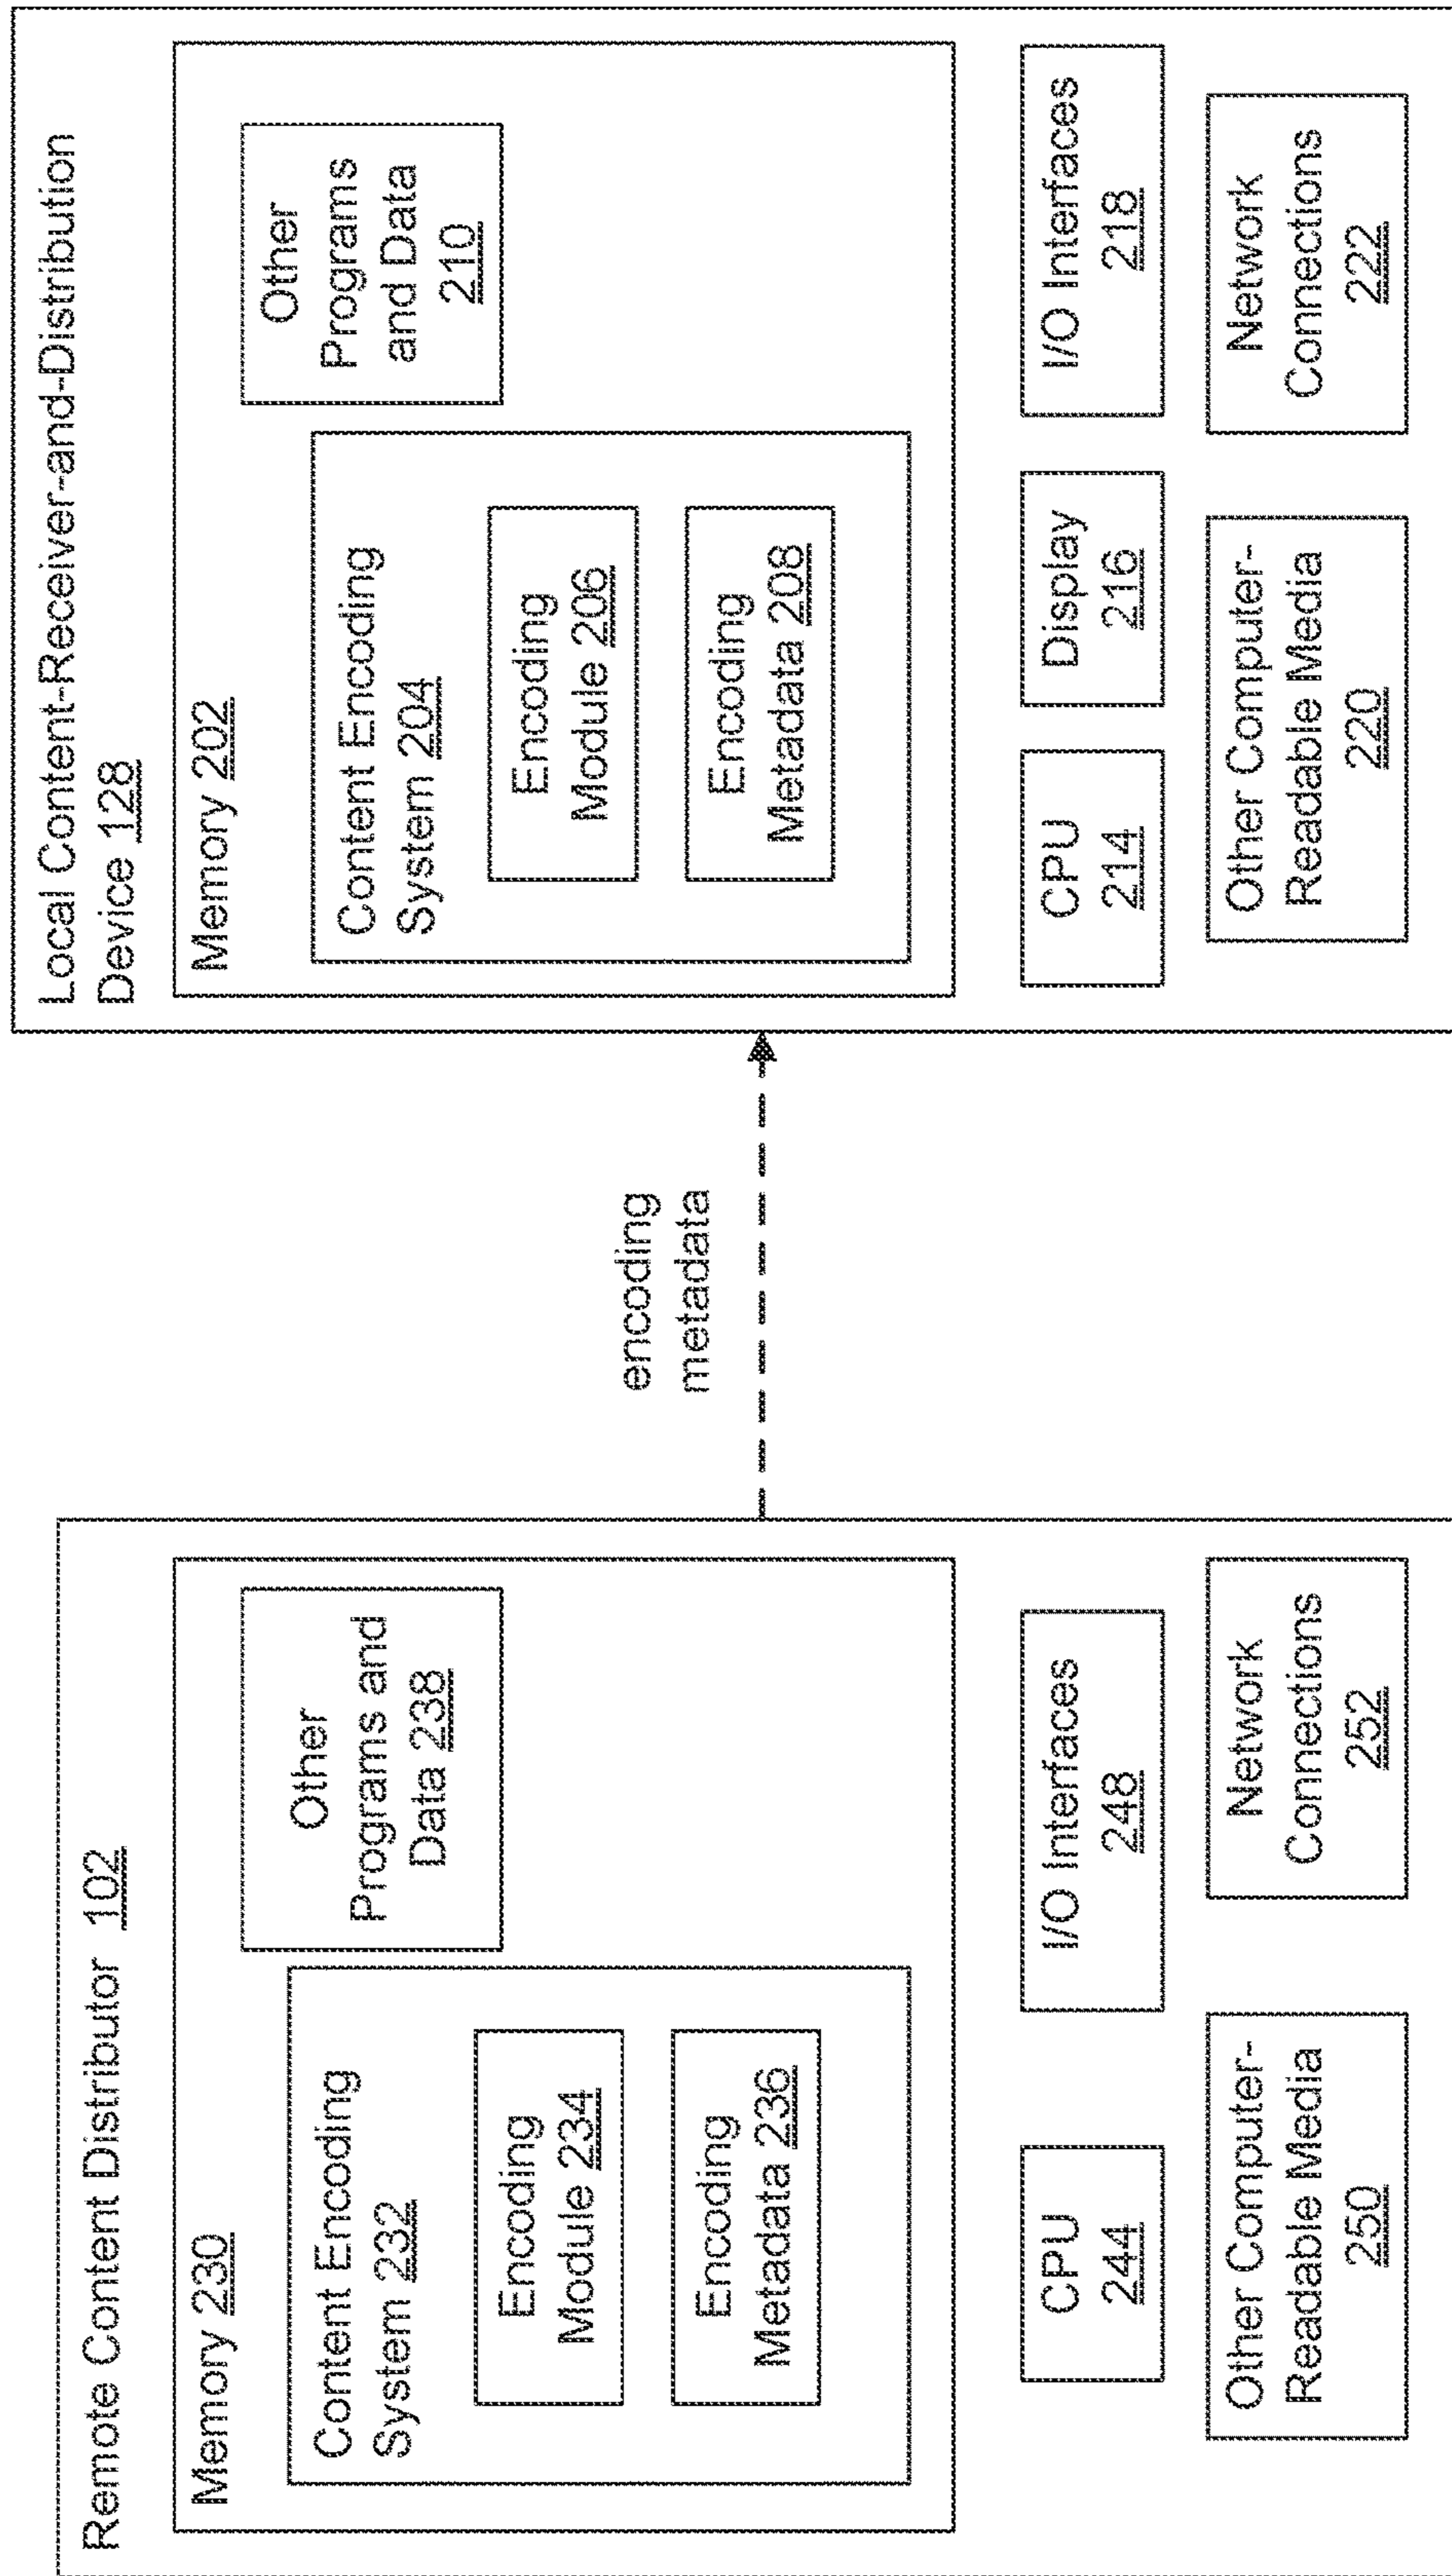 Remote Content Distributor 102
Memory 230
Content Encoding
System 232
Encoding
Module 234
Encoding
Metadata 236
Other
Programs and
Data 238
CPU
244
I/O Interfaces
248
Other Computer-
Readable Media
250
Network
Connections
252
encoding
metadata
Local Content-Receiver-and-Distribution
Device 128
Memory 202
Content Encoding
System 204
Encoding
Module 206
Encoding
Metadata 208
Other
Programs
and Data
210
CPU
214
Display
216
I/O Interfaces
218
Other Computer-
Readable Media
220
Network
Connections
222